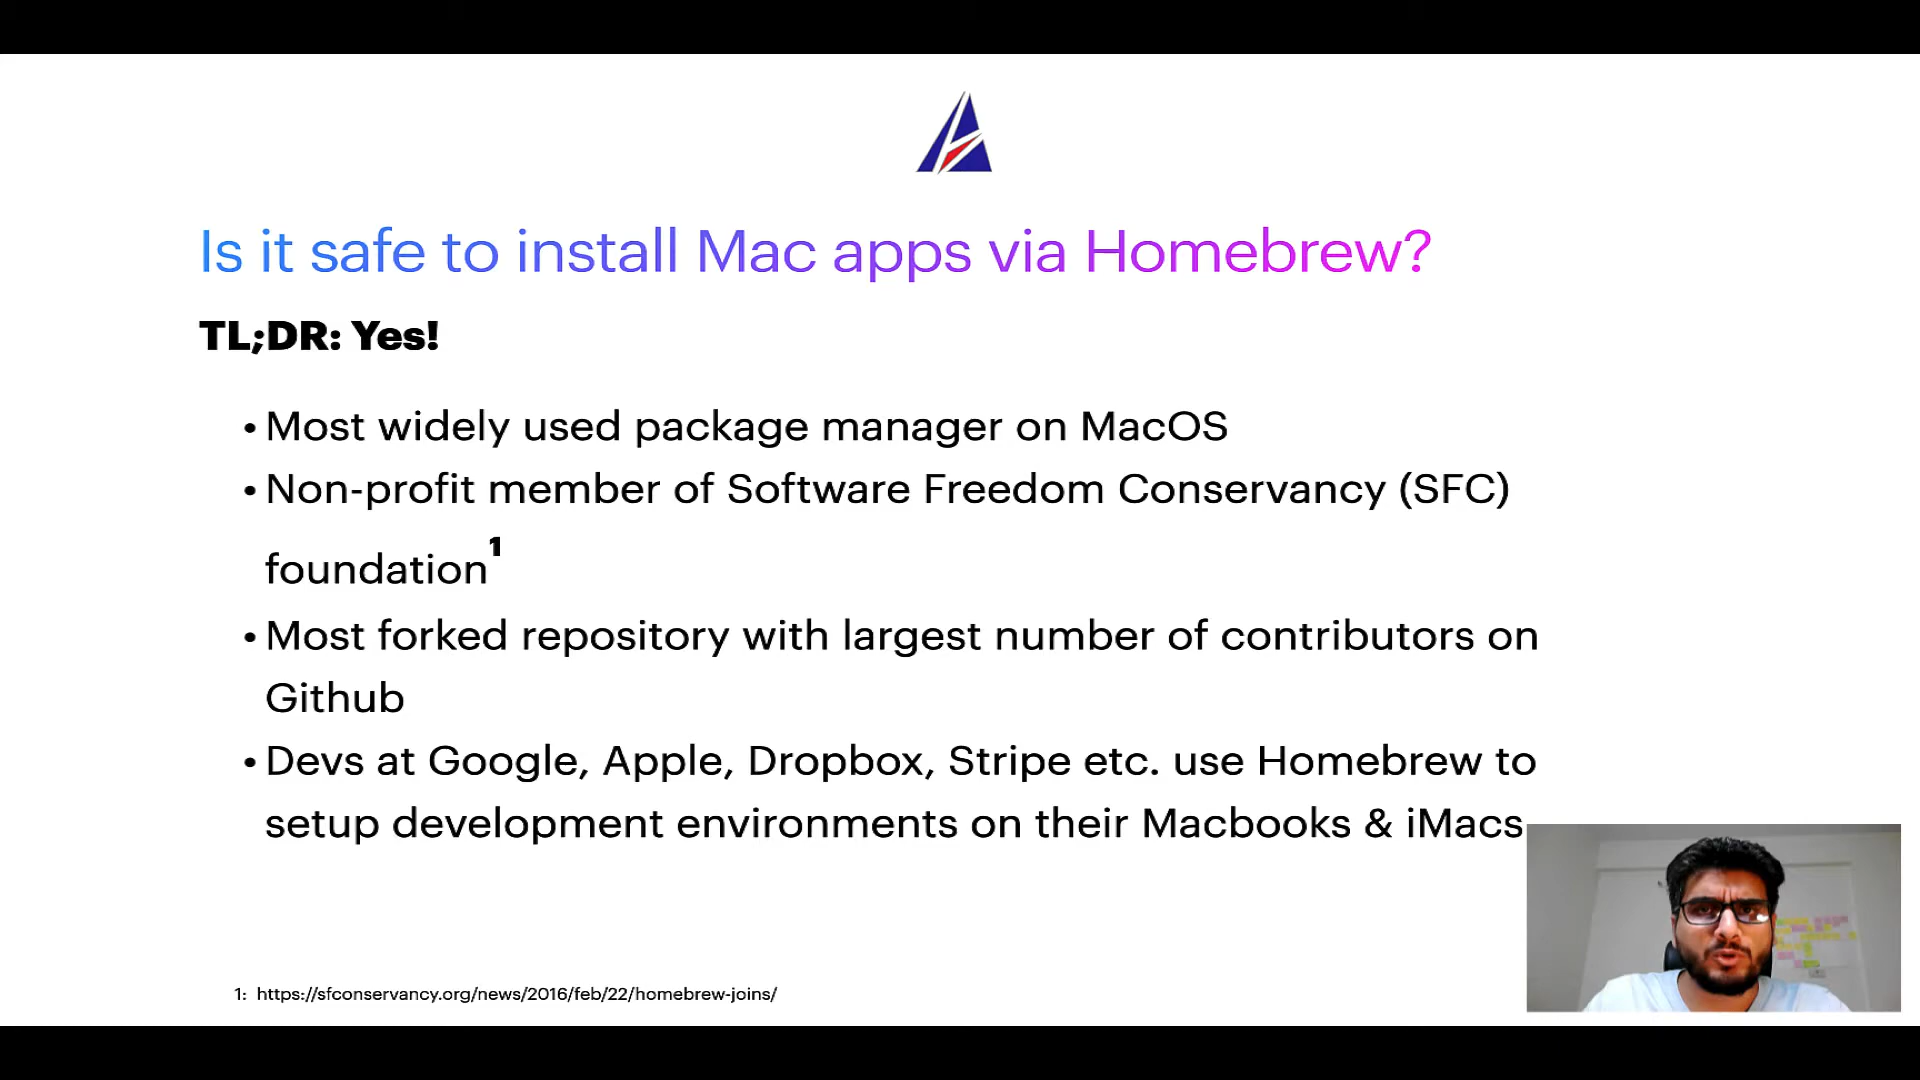 Is it safe to install Mac apps via Homebrew?
TL;DR: Yes!
• Most widely used package manager on MacOS
• Non-profit member of Software Freedom Conservancy (SFC)
foundation¹
• Most forked repository with largest number of contributors on
Github
• Devs at Google, Apple, Dropbox, Stripe etc. use Homebrew to
setup development environments on their Macbooks & iMacs
1: https://sfconservancy.org/news/2016/feb/22/homebrew-joins/